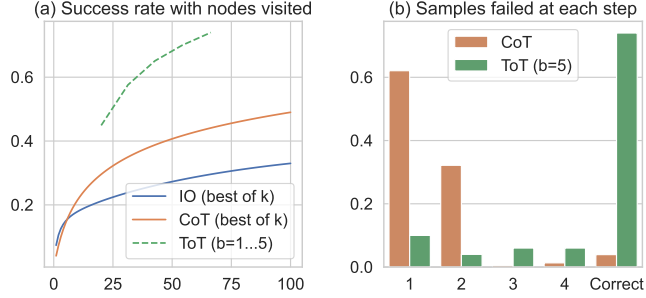 (a) Success rate with nodes visited
0.6
0.4
0.2
0 25 50 75 100
IO (best of k)
CoT (best of k)
ToT (b=1...5)
(b) Samples failed at each step
0.6
0.4
0.2
0.0
1 2 3 4 Correct
CoT
ToT (b=5)